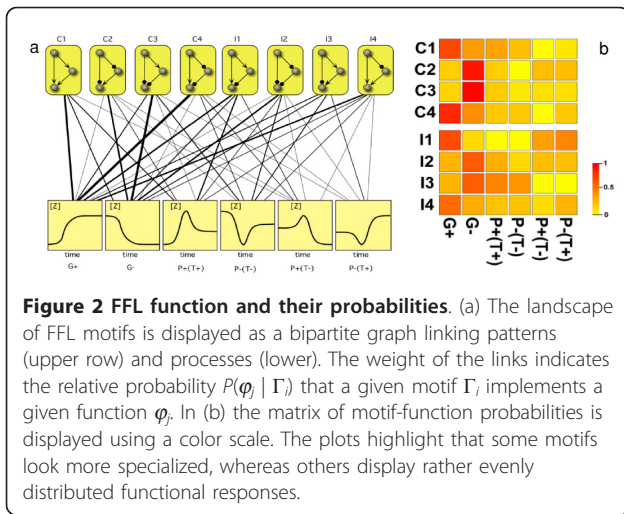 a
C1 C2 C3 C4 I1 I2 I3 I4
[Z] [Z] [Z] [Z] [Z] [Z]
time time time time time time
G+ G- P+(T+) P-(T-) P+(T-) P-(T+)
b
C1
C2
C3
C4
I1
I2
I3
I4
1
0.5
0
G+ G- P+(T+) P-(T-) P+(T-) P-(T+)
Figure 2 FFL function and their probabilities. (a) The landscape
of FFL motifs is displayed as a bipartite graph linking patterns
(upper row) and processes (lower). The weight of the links indicates
the relative probability P(φj | Γi) that a given motif Γi implements a
given function φj. In (b) the matrix of motif-function probabilities is
displayed using a color scale. The plots highlight that some motifs
look more specialized, whereas others display rather evenly
distributed functional responses.